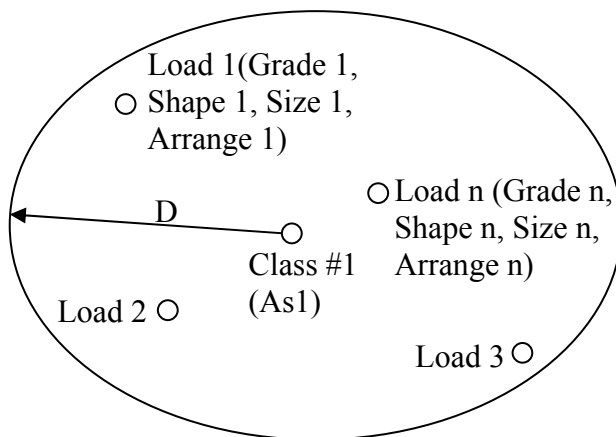 Load 1(Grade 1,
Shape 1, Size 1,
Arrange 1)
Load n (Grade n,
Shape n, Size n,
Arrange n)
D
Class #1
(As1)
Load 2
Load 3